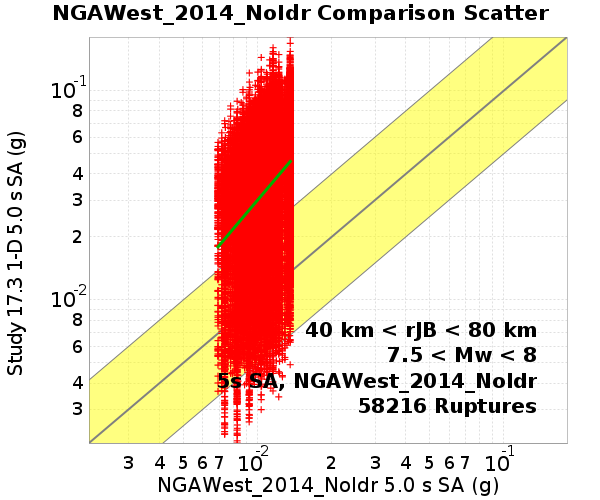 NGAWest_2014_NoIdr Comparison Scatter
Study 17.3 1-D 5.0 s SA (g)
10-1
8
6
4
3
2
10-2
8
6
4
3
40 km < rJB < 80 km
7.5 < Mw < 8
5s SA, NGAWest_2014_NoIdr
58216 Ruptures
3 4 5 6 7 10-2 2 3 4 5 6 7 10-1
NGAWest_2014_NoIdr 5.0 s SA (g)